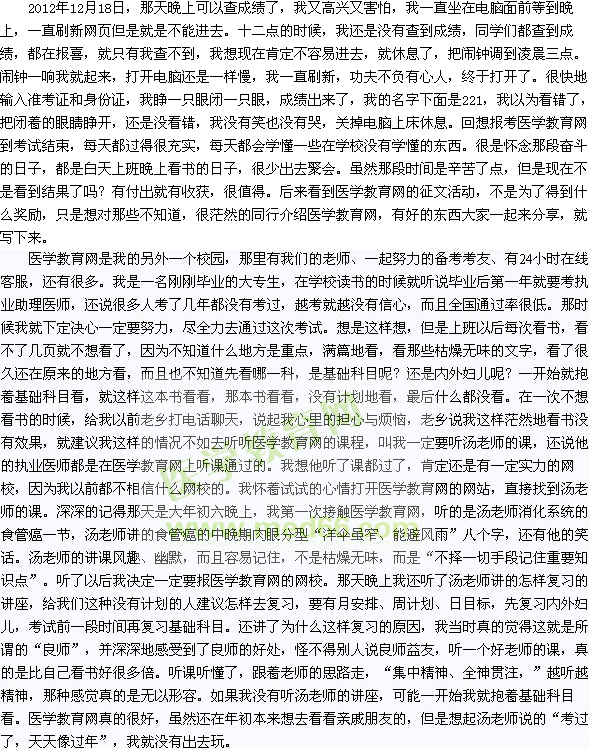 2012年12月18日，那天晚上可以查成绩了，我又高兴又害怕，我一直坐在电脑面前等到晚
上，一直刷新网页但是就是不能进去。十二点的时候，我还是没有查到成绩，同学们都查到成
绩，都在报喜，就只有我查不到，我想现在肯定不容易进去，就休息了，把闹钟调到凌晨三点。
闹钟一响我就起来，打开电脑还是一样慢，我一直刷新，功夫不负有心人，终于打开了。很快地
输入准考证和身份证，我睁一只眼闭一只眼，成绩出来了，我的名字下面是221，我以为看错了，
把闭着的眼睛睁开，还是没看错，我没有笑也没有哭，关掉电脑上床休息。回想报考医学教育网
到考试结束，每天都过得很充实，每天都会学懂一些在学校没有学懂的东西。很是怀念那段奋斗
的日子，都是白天上班晚上看书的日子，很少出去聚会。虽然那段时间是辛苦了点，但是现在不
是看到结果了吗？有付出就有收获，很值得。后来看到医学教育网的征文活动，不是为了得到什
么奖励，只是想对那些不知道，很茫然的同行介绍医学教育网，有好的东西大家一起来分享，就
写下来。
医学教育网是我的另外一个校园，那里有我们的老师、一起努力的备考考友、有24小时在线
客服，还有很多。我是一名刚刚毕业的大专生，在学校读书的时候就听说毕业后第一年就要考执
业助理医师，还说很多人考了几年都没有考过，越考就越没有信心，而且全国通过率很低。那时
候我就下定决心一定要努力，尽全力去通过这次考试。想是这样想，但是上班以后每次看书，看
不了几页就不想看了，因为不知道什么地方是重点，满篇地看，看那些枯燥无味的文字，看了很
久还在原来的地方看，而且也不知道先看哪一科，是基础科目呢？还是内外妇儿呢？一开始就抱
着基础科目看，就这样这本书看看，那本书看看，没有计划地看，最后什么都没看。在一次不想
看书的时候，给我以前老乡打电话聊天，说起我心里的担心与烦恼，老乡说我这样茫然地看书没
有效果，就建议我这样的情况不如去听听医学教育网的课程，叫我一定要听汤老师的课，还说他
的执业医师都是在医学教育网上听课通过的。我想他听了课都过了，肯定还是有一定实力的网
校，因为我以前都不相信什么网校的。我怀着试试的心情打开医学教育网的网站，直接找到汤老
师的课。深深的记得那天是大年初六晚上，我第一次接触医学教育网，听的是汤老师消化系统的
食管癌一节，汤老师讲的食管癌的中晚期肉眼分型“洋伞虽窄、能避风雨”八个字，还有他的笑
话。汤老师的讲课风趣、幽默，而且容易记住，不是枯燥无味，而是“不择一切手段记住重要知
识点”。听了以后我决定一定要报医学教育网的网校。那天晚上我还听了汤老师讲的怎样复习的
讲座，给我们这种没有计划的人建议怎样去复习，要有月安排、周计划、日目标，先复习内外妇
儿，考试前一段时间再复习基础科目。还讲了为什么这样复习的原因，我当时真的觉得这就是所
谓的“良师”，并深深地感受到了良师的好处，怪不得别人说良师益友，听一个好老师的课，真
的是比自己看书好很多倍。听课听懂了，跟着老师的思路走，“集中精神、全神贯注，”越听越
精神，那种感觉真的是无以形容。如果我没有听汤老师的讲座，可能一开始我就抱着基础科目
看。医学教育网真的很好，虽然还在年初本来想去看看亲戚朋友的，但是想起汤老师说的“考过
了，天天像过年”，我就没有出去玩。
医学教育网
www.med66.com